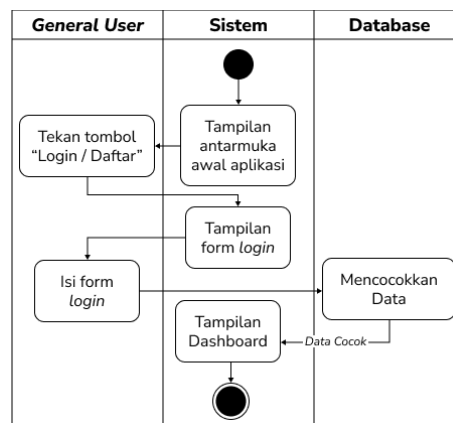 General User
Sistem
Database
Tampilan
antarmuka
awal aplikasi
Tekan tombol
“Login / Daftar”
Tampilan
form login
Isi form
login
Mencocokkan
Data
Data Cocok
Tampilan
Dashboard